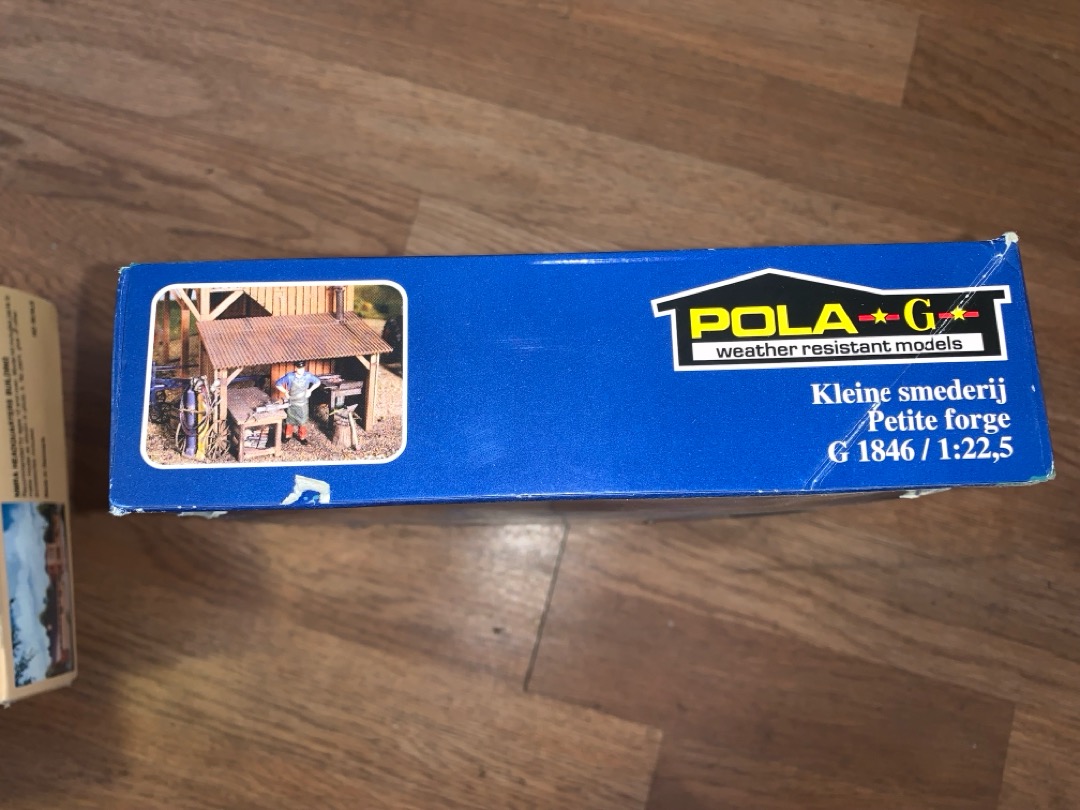 POLA G
weather resistant models
Kleine smederij
Petite forge
G 1846 / 1:22,5